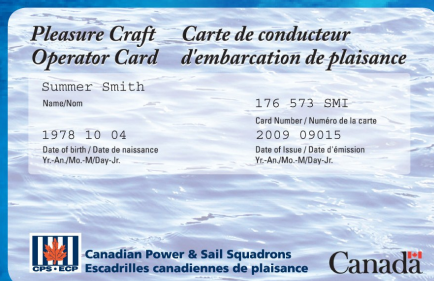 Pleasure Craft Operator Card
Carte de conducteur d'embarcation de plaisance
Summer Smith
Name/Nom
176 573 SMI
Card Number / Numéro de la carte
1978 10 04
Date of birth / Date de naissance
Yr.-An./Mo.-M/Day-Jr.
2009 09015
Date of Issue / Date d'émission
Yr.-An./Mo.-M/Day-Jr.
CPS•ECP
Canadian Power & Sail Squadrons
Escadrilles canadiennes de plaisance
Canada